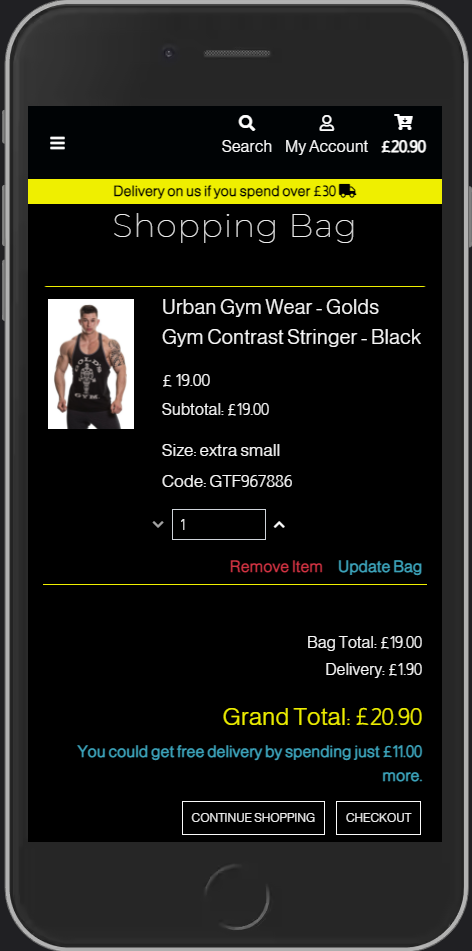 Search My Account £20.90
Delivery on us if you spend over £30
Shopping Bag
Urban Gym Wear - Golds
Gym Contrast Stringer - Black
£ 19.00
Subtotal: £19.00
Size: extra small
Code: GTF967886
GOLD'S
GYM
1
Remove Item Update Bag
Bag Total: £19.00
Delivery: £1.90
Grand Total: £20.90
You could get free delivery by spending just £11.00
more.
CONTINUE SHOPPING CHECKOUT